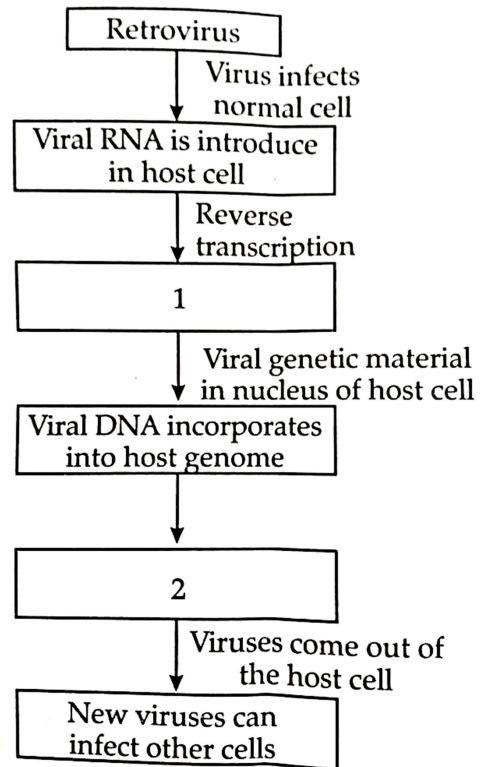 Retrovirus
Virus infects
normal cell
Viral RNA is introduce
in host cell
Reverse
transcription
1
Viral genetic material
in nucleus of host cell
Viral DNA incorporates
into host genome
2
Viruses come out of
the host cell
New viruses can
infect other cells